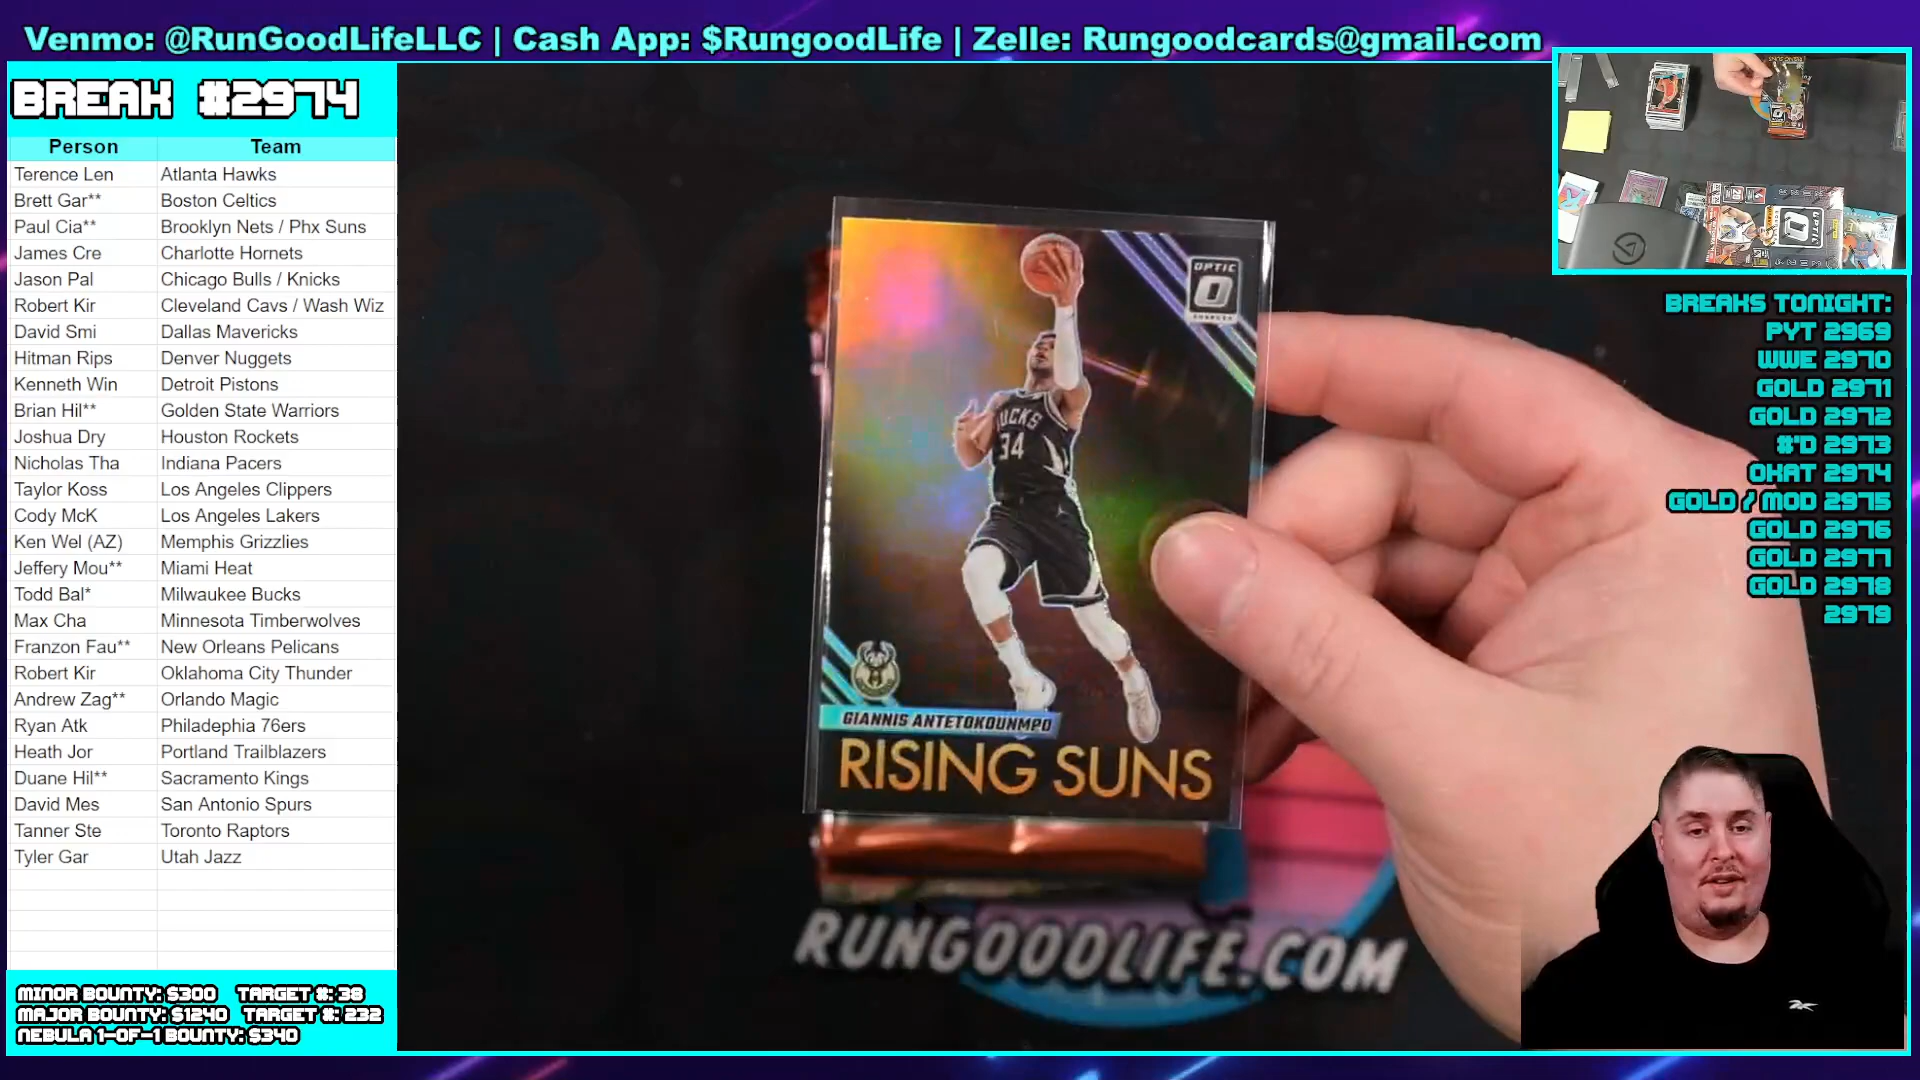 Venmo: @RunGoodLifeLLC | Cash App: $RungoodLife | Zelle: Rungoodcards@gmail.com
BREAK #2974
Person Team
Terence Len Atlanta Hawks
Brett Gar** Boston Celtics
Paul Cia** Brooklyn Nets / Phx Suns
James Cre Charlotte Hornets
Jason Pal Chicago Bulls / Knicks
Robert Kir Cleveland Cavs / Wash Wiz
David Smi Dallas Mavericks
Hitman Rips Denver Nuggets
Kenneth Win Detroit Pistons
Brian Hil** Golden State Warriors
Joshua Dry Houston Rockets
Nicholas Tha Indiana Pacers
Taylor Koss Los Angeles Clippers
Cody McK Los Angeles Lakers
Ken Wel (AZ) Memphis Grizzlies
Jeffery Mou** Miami Heat
Todd Bal* Milwaukee Bucks
Max Cha Minnesota Timberwolves
Franzon Fau** New Orleans Pelicans
Robert Kir Oklahoma City Thunder
Andrew Zag** Orlando Magic
Ryan Atk Philadephia 76ers
Heath Jor Portland Trailblazers
Duane Hil** Sacramento Kings
David Mes San Antonio Spurs
Tanner Ste Toronto Raptors
Tyler Gar Utah Jazz
MINOR BOUNTY: $300 TARGET #: 38
MAJOR BOUNTY: $1240 TARGET #: 232
NEBULA 1-OF-1 BOUNTY: $340
OPTIC
BUCKS
34
GIANNIS ANTETOKOUNMPO
RISING SUNS
RUNGOODLIFE.COM
BREAKS TONIGHT:
PYT 2969
WWE 2970
GOLD 2971
GOLD 2972
#'D 2973
OKAT 2974
GOLD / MOD 2975
GOLD 2976
GOLD 2977
GOLD 2978
2979